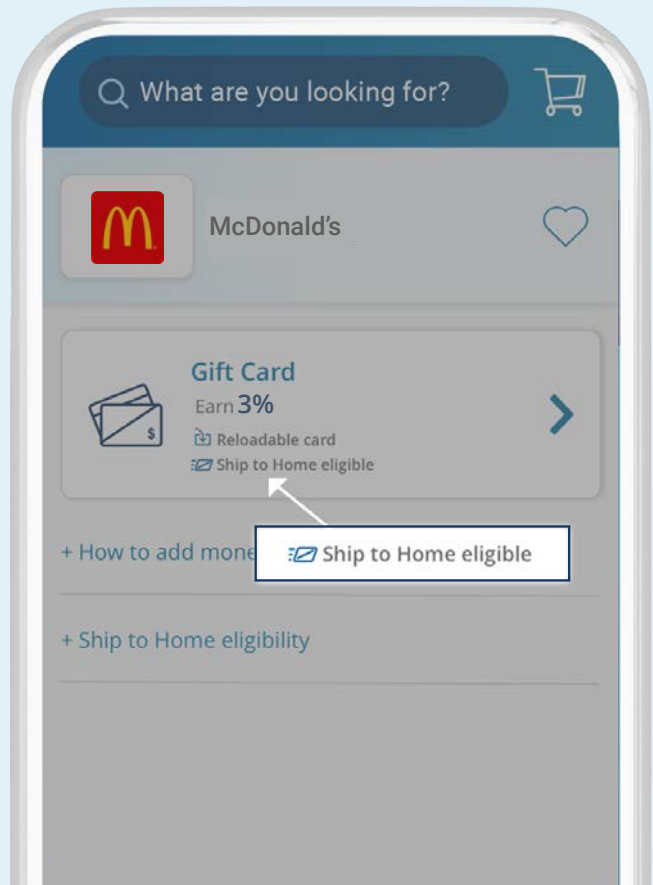 What are you looking for?
McDonald's
Gift Card
Earn 3%
$
Reloadable card
Ship to Home eligible
+ How to add mone
Ship to Home eligible
+ Ship to Home eligibility